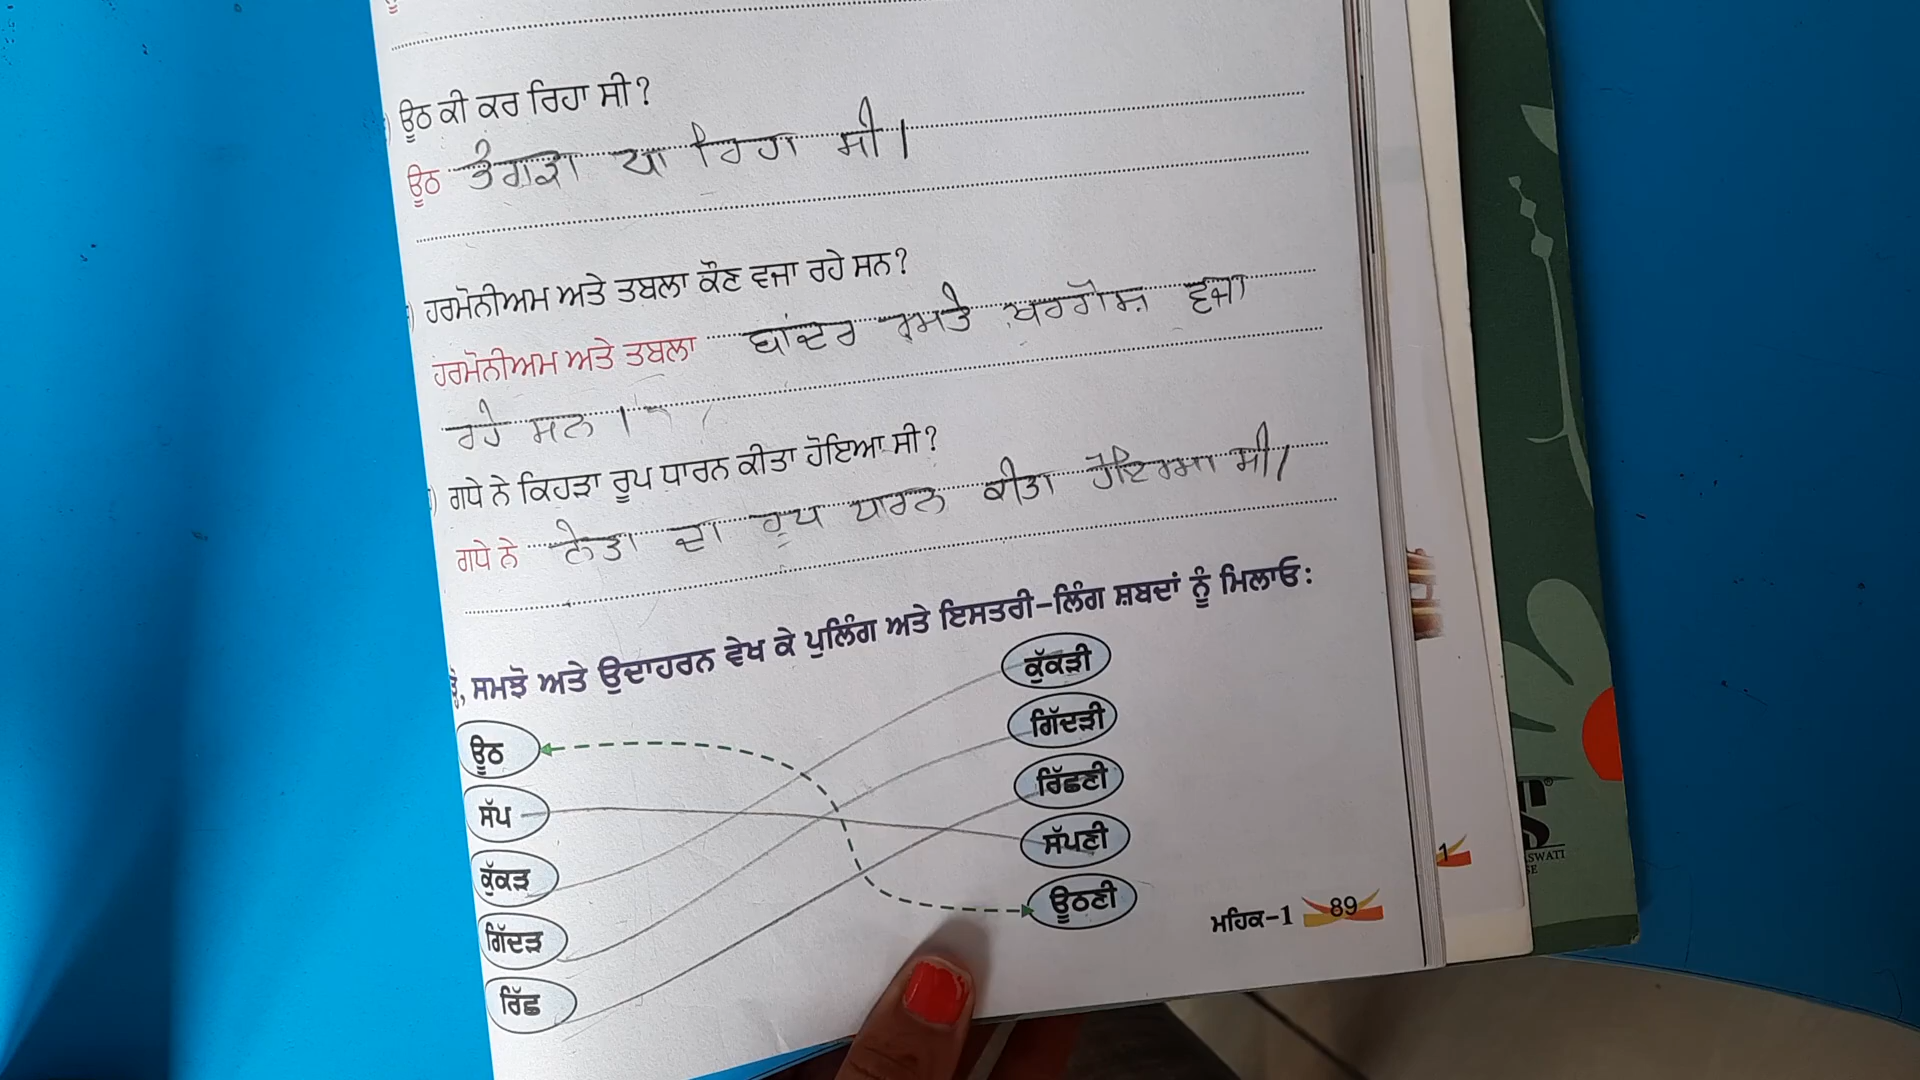 ਊਠ ਕੀ ਕਰ ਰਿਹਾ ਸੀ?
ਊਠ ਭੰਗੜਾ ਪਾ ਰਿਹਾ ਸੀ।
ਹਰਮੋਨੀਅਮ ਅਤੇ ਤਬਲਾ ਕੌਣ ਵਜਾ ਰਹੇ ਸਨ?
ਹਰਮੋਨੀਅਮ ਅਤੇ ਤਬਲਾ ਬਾਂਦਰ ਅਤੇ ਖਰਗੋਸ਼ ਵਜਾ
ਰਹੇ ਸਨ।
ਗਧੇ ਨੇ ਕਿਹੜਾ ਰੂਪ ਧਾਰਨ ਕੀਤਾ ਹੋਇਆ ਸੀ?
ਗਧੇ ਨੇ ਨੇਤਾ ਦਾ ਰੂਪ ਧਾਰਨ ਕੀਤਾ ਹੋਇਆ ਸੀ।
ਸਮਝੋ ਅਤੇ ਉਦਾਹਰਨ ਵੇਖ ਕੇ ਪੁਲਿੰਗ ਅਤੇ ਇਸਤਰੀ-ਲਿੰਗ ਸ਼ਬਦਾਂ ਨੂੰ ਮਿਲਾਓ:
ਊਠ
ਸੱਪ
ਕੁੱਕੜ
ਗਿੱਦੜ
ਰਿੱਛ
ਕੁੱਕੜੀ
ਗਿੱਦੜੀ
ਰਿੱਛਣੀ
ਸੱਪਣੀ
ਊਠਣੀ
ਮਹਿਕ-1 89
1